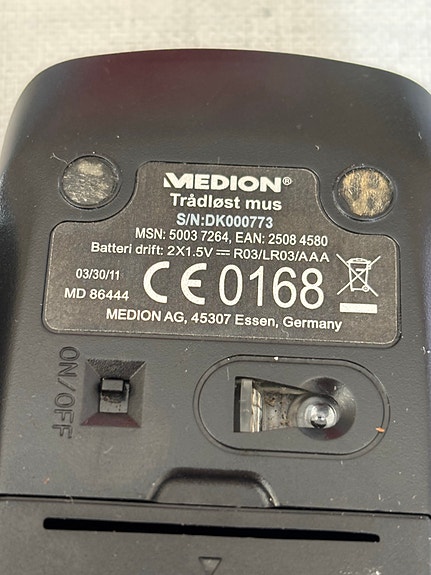 MEDION®
Trådløst mus
S/N:DK000773
MSN: 5003 7264, EAN: 2508 4580
Batteri drift: 2X1.5V ⎓ R03/LR03/AAA
03/30/11
MD 86444
CE 0168
MEDION AG, 45307 Essen, Germany
ON/OFF